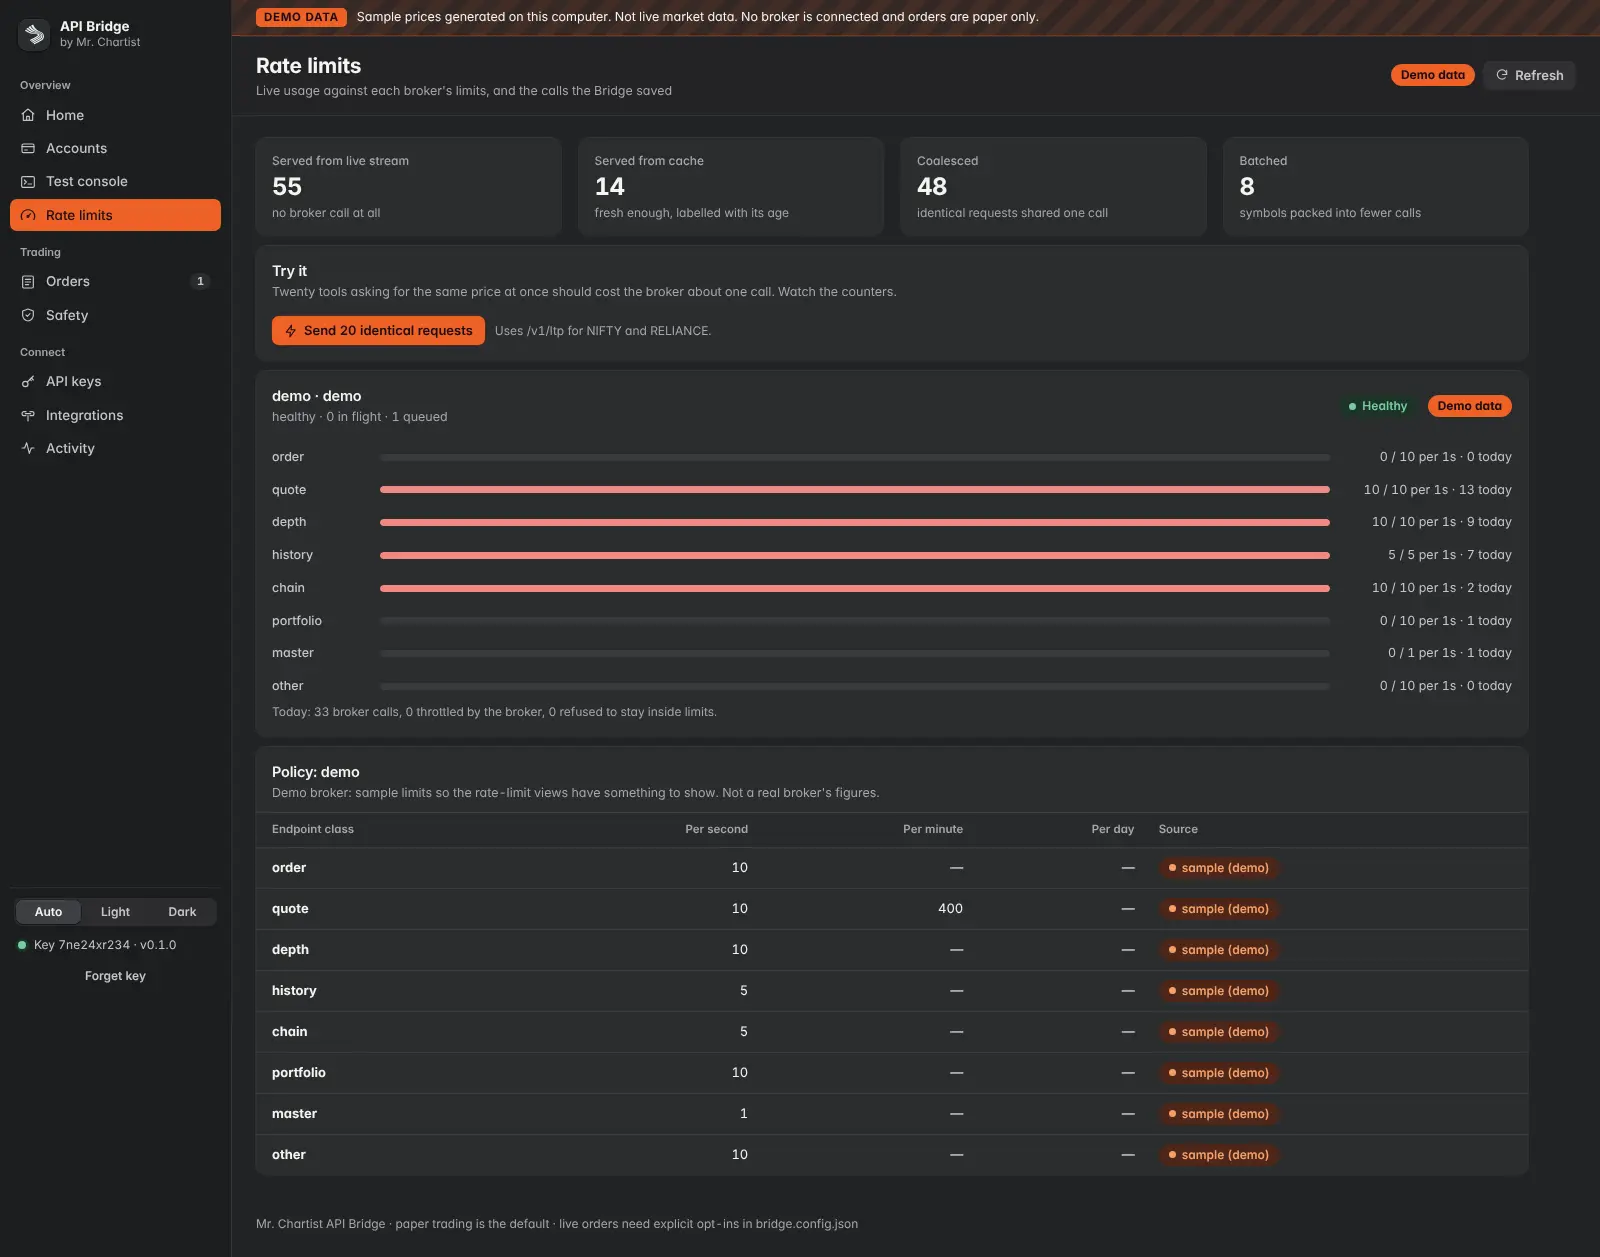 API Bridge
by Mr. Chartist
Overview
Home
Accounts
Test console
Rate limits
Trading
Orders 1
Safety
Connect
API keys
Integrations
Activity
Auto Light Dark
Key 7ne24xr234 · v0.1.0
Forget key
DEMO DATA Sample prices generated on this computer. Not live market data. No broker is connected and orders are paper only.
Rate limits
Live usage against each broker's limits, and the calls the Bridge saved
Demo data Refresh
Served from live stream
55
no broker call at all
Served from cache
14
fresh enough, labelled with its age
Coalesced
48
identical requests shared one call
Batched
8
symbols packed into fewer calls
Try it
Twenty tools asking for the same price at once should cost the broker about one call. Watch the counters.
Send 20 identical requests Uses /v1/ltp for NIFTY and RELIANCE.
demo · demo
healthy · 0 in flight · 1 queued
Healthy Demo data
order 0 / 10 per 1s · 0 today
quote 10 / 10 per 1s · 13 today
depth 10 / 10 per 1s · 9 today
history 5 / 5 per 1s · 7 today
chain 10 / 10 per 1s · 2 today
portfolio 0 / 10 per 1s · 1 today
master 0 / 1 per 1s · 1 today
other 0 / 10 per 1s · 0 today
Today: 33 broker calls, 0 throttled by the broker, 0 refused to stay inside limits.
Policy: demo
Demo broker: sample limits so the rate-limit views have something to show. Not a real broker's figures.
Endpoint class Per second Per minute Per day Source
order 10 — — sample (demo)
quote 10 400 — sample (demo)
depth 10 — — sample (demo)
history 5 — — sample (demo)
chain 5 — — sample (demo)
portfolio 10 — — sample (demo)
master 1 — — sample (demo)
other 10 — — sample (demo)
Mr. Chartist API Bridge · paper trading is the default · live orders need explicit opt-ins in bridge.config.json